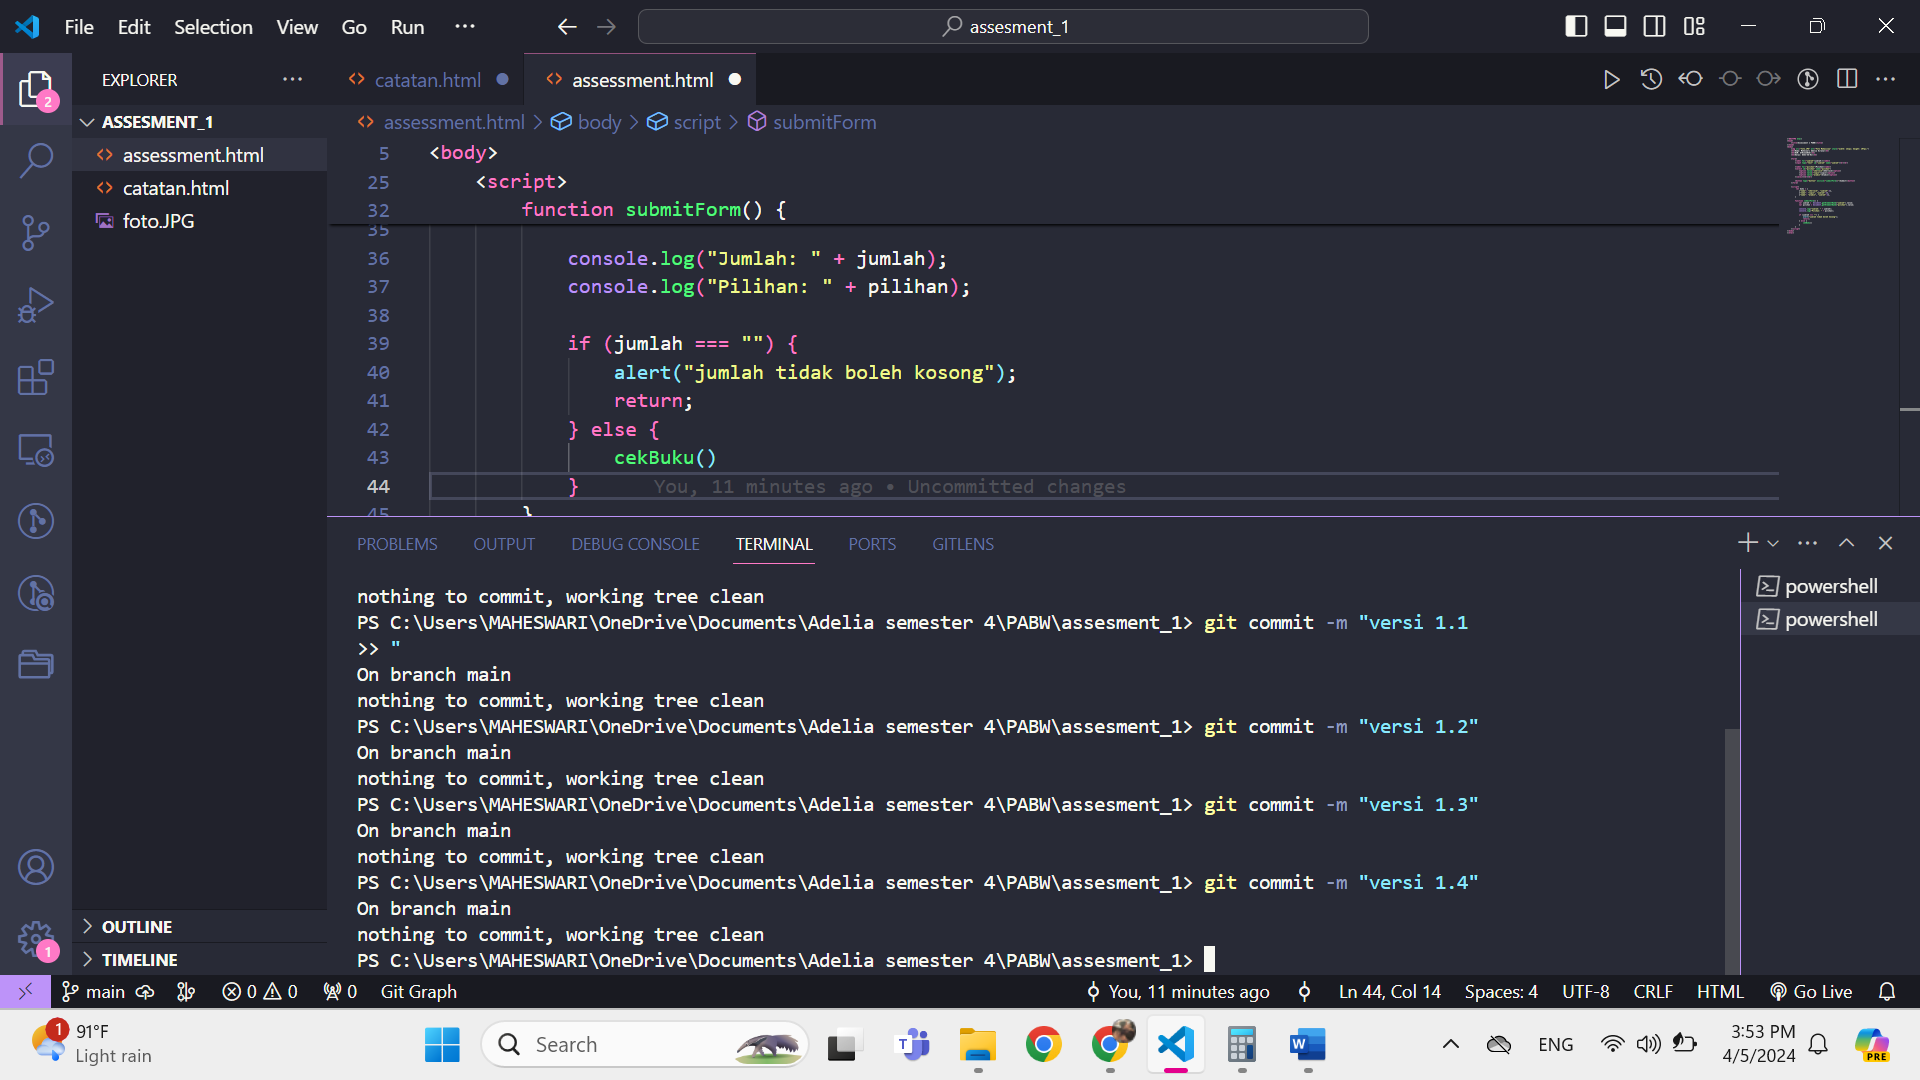 File Edit Selection View Go Run ···
assesment_1
EXPLORER
catatan.html
assessment.html
2
ASSESMENT_1
assessment.html
catatan.html
foto.JPG
assessment.html > body > script > submitForm
5 <body>
25 <script>
32 function submitForm() {
35
36 console.log("Jumlah: " + jumlah);
37 console.log("Pilihan: " + pilihan);
38
39 if (jumlah === "") {
40 alert("jumlah tidak boleh kosong");
41 return;
42 } else {
43 cekBuku()
44 } You, 11 minutes ago • Uncommitted changes
45 }
PROBLEMS OUTPUT DEBUG CONSOLE TERMINAL PORTS GITLENS
powershell
powershell
nothing to commit, working tree clean
PS C:\Users\MAHESWARI\OneDrive\Documents\Adelia semester 4\PABW\assesment_1> git commit -m "versi 1.1
>> "
On branch main
nothing to commit, working tree clean
PS C:\Users\MAHESWARI\OneDrive\Documents\Adelia semester 4\PABW\assesment_1> git commit -m "versi 1.2"
On branch main
nothing to commit, working tree clean
PS C:\Users\MAHESWARI\OneDrive\Documents\Adelia semester 4\PABW\assesment_1> git commit -m "versi 1.3"
On branch main
nothing to commit, working tree clean
PS C:\Users\MAHESWARI\OneDrive\Documents\Adelia semester 4\PABW\assesment_1> git commit -m "versi 1.4"
On branch main
nothing to commit, working tree clean
PS C:\Users\MAHESWARI\OneDrive\Documents\Adelia semester 4\PABW\assesment_1>
OUTLINE
1
TIMELINE
main 0 0 0 Git Graph You, 11 minutes ago Ln 44, Col 14 Spaces: 4 UTF-8 CRLF HTML Go Live
1 91°F
Light rain
Search
T
W
ENG
3:53 PM
4/5/2024
PRE